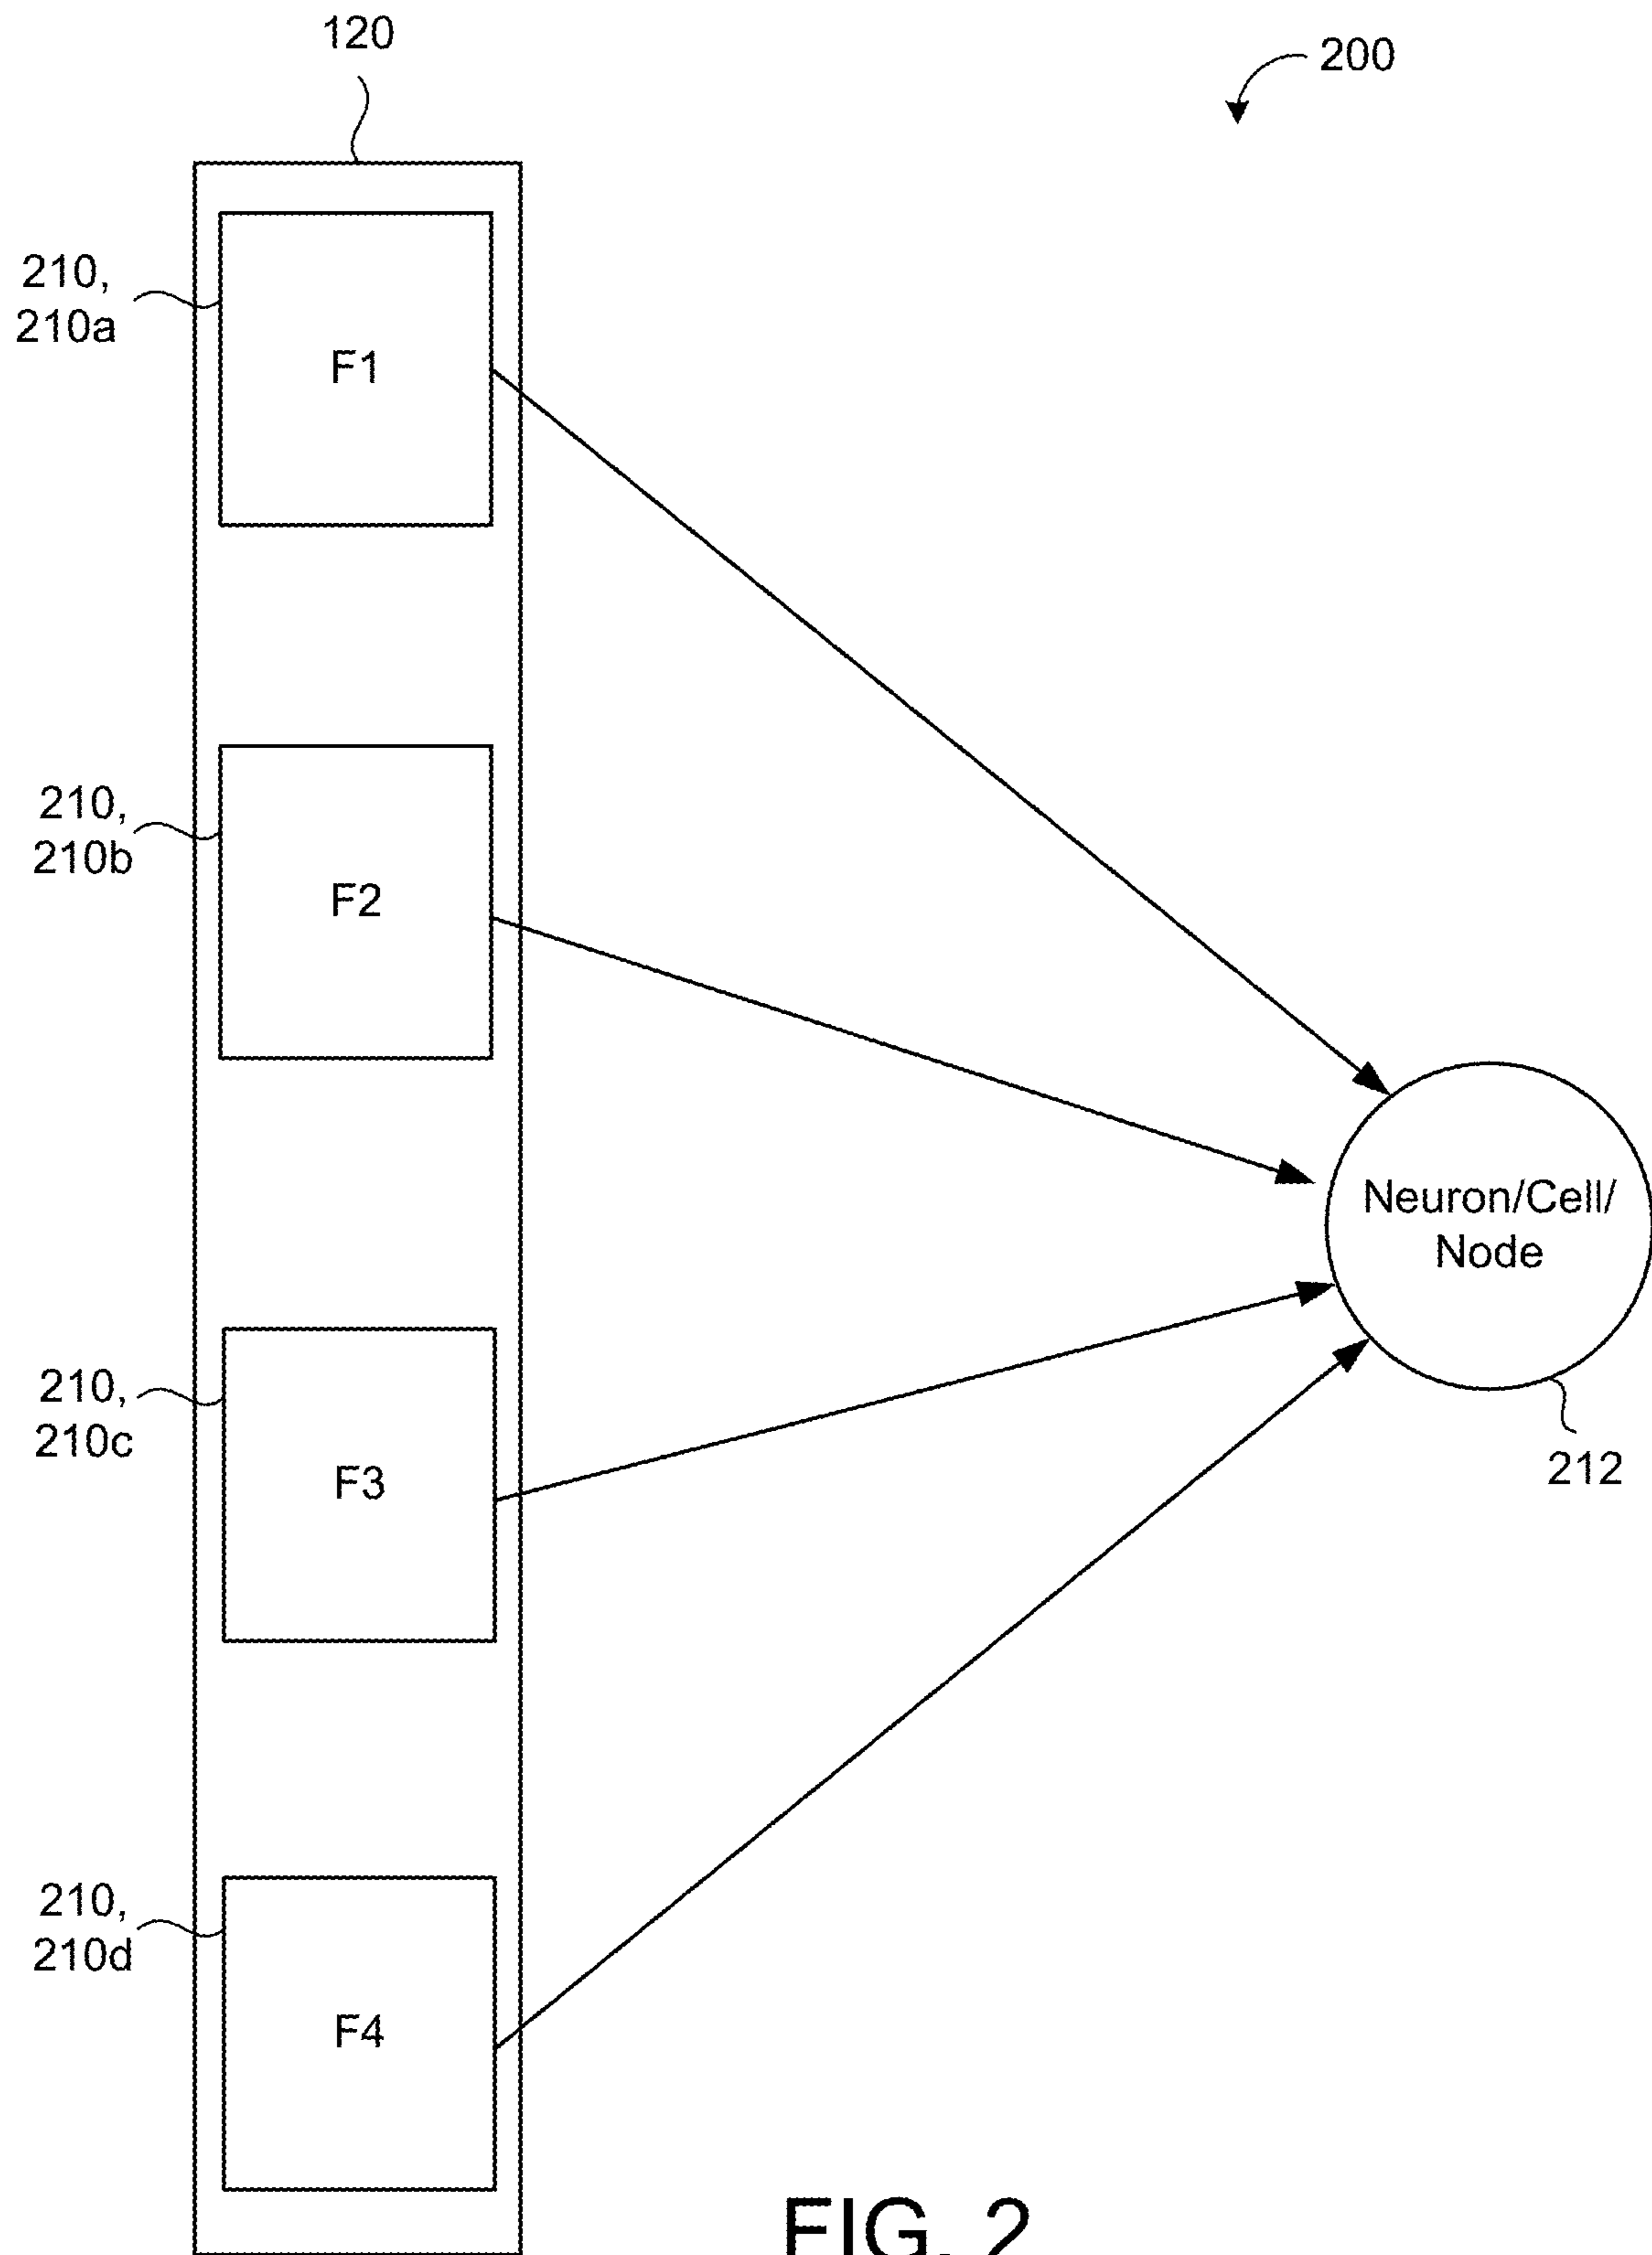 120
200
210,
210a
F1
210,
210b
F2
Neuron/Cell/
Node
210,
210c
F3
212
210,
210d
F4
FIG. 2